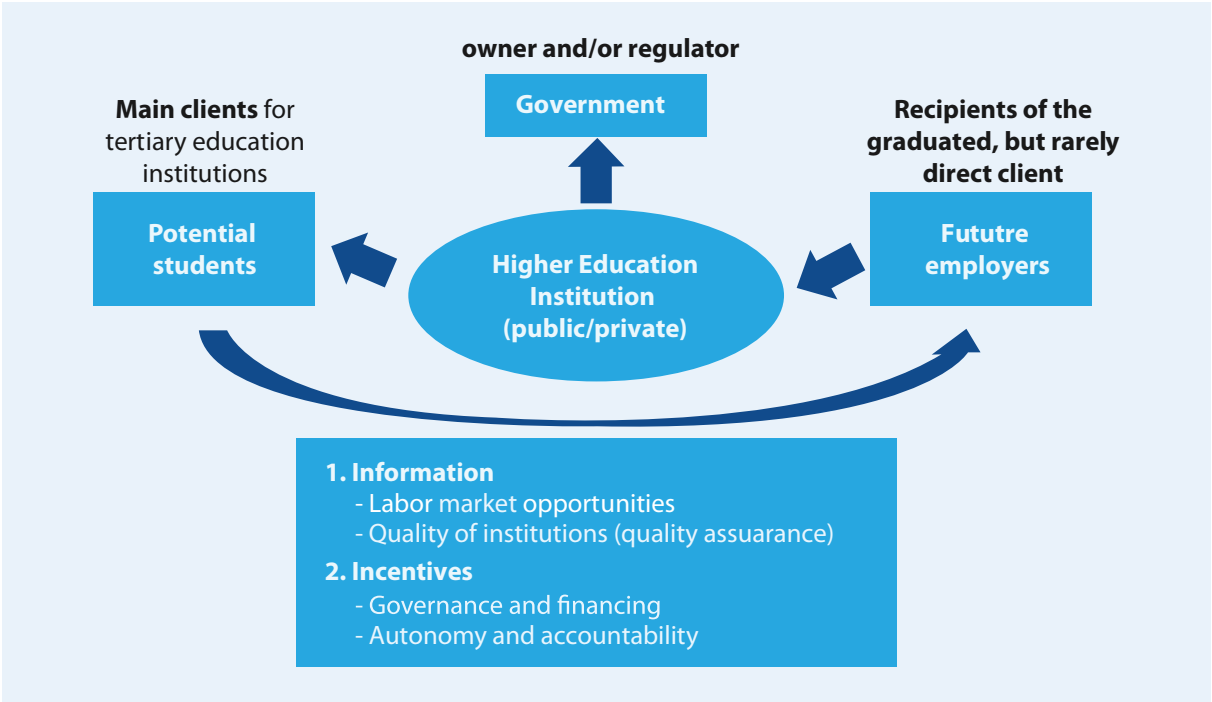 owner and/or regulator
Government
Main clients for
tertiary education
institutions
Potential
students
Higher Education
Institution
(public/private)
Recipients of the
graduated, but rarely
direct client
Fututre
employers
1. Information
- Labor market opportunities
- Quality of institutions (quality assuarance)
2. Incentives
- Governance and financing
- Autonomy and accountability